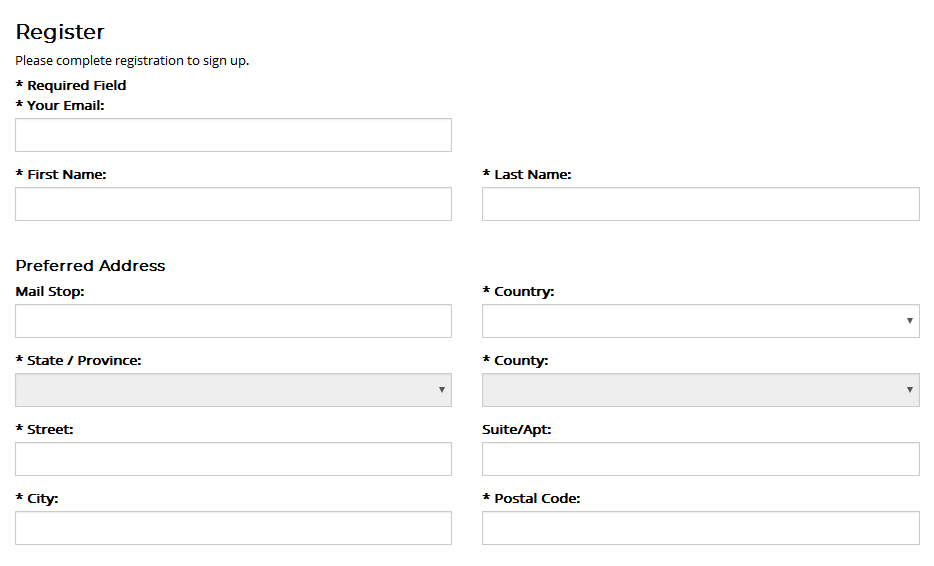 Register
Please complete registration to sign up.
* Required Field
* Your Email:
* First Name:
* Last Name:
Preferred Address
Mail Stop:
* Country:
* State / Province:
* County:
* Street:
Suite/Apt:
* City:
* Postal Code: